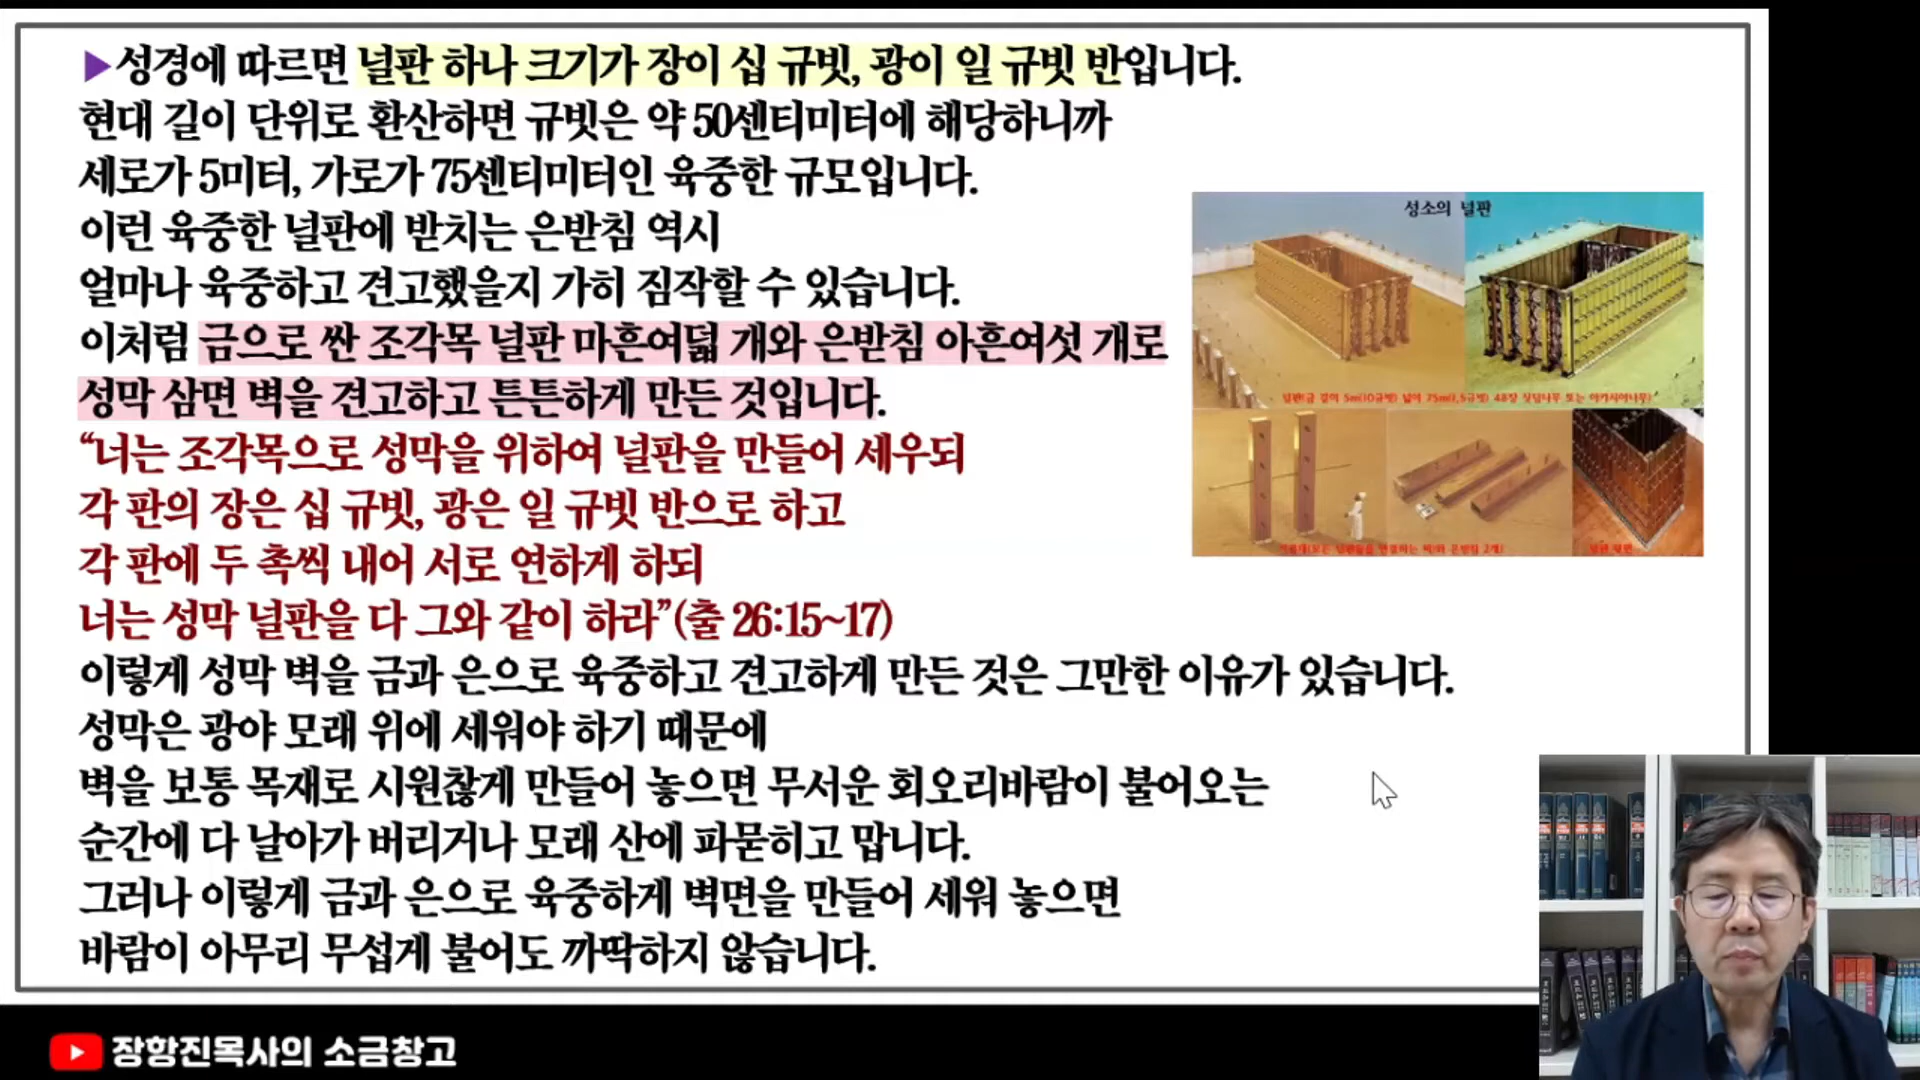 ▶성경에 따르면 널판 하나 크기가 장이 십 규빗, 광이 일 규빗 반입니다.
현대 길이 단위로 환산하면 규빗은 약 50센티미터에 해당하니까
세로가 5미터, 가로가 75센티미터인 육중한 규모입니다.
이런 육중한 널판에 받치는 은받침 역시
얼마나 육중하고 견고했을지 가히 짐작할 수 있습니다.
이처럼 금으로 싼 조각목 널판 마흔여덟 개와 은받침 아흔여섯 개로
성막 삼면 벽을 견고하고 튼튼하게 만든 것입니다.
“너는 조각목으로 성막을 위하여 널판을 만들어 세우되
각 판의 장은 십 규빗, 광은 일 규빗 반으로 하고
각 판에 두 촉씩 내어 서로 연하게 하되
너는 성막 널판을 다 그와 같이 하라”(출 26:15~17)
이렇게 성막 벽을 금과 은으로 육중하고 견고하게 만든 것은 그만한 이유가 있습니다.
성막은 광야 모래 위에 세워야 하기 때문에
벽을 보통 목재로 시원찮게 만들어 놓으면 무서운 회오리바람이 불어오는
순간에 다 날아가 버리거나 모래 산에 파묻히고 맙니다.
그러나 이렇게 금과 은으로 육중하게 벽면을 만들어 세워 놓으면
바람이 아무리 무섭게 불어도 까딱하지 않습니다.
성소의 널판
장항진목사의 소금창고